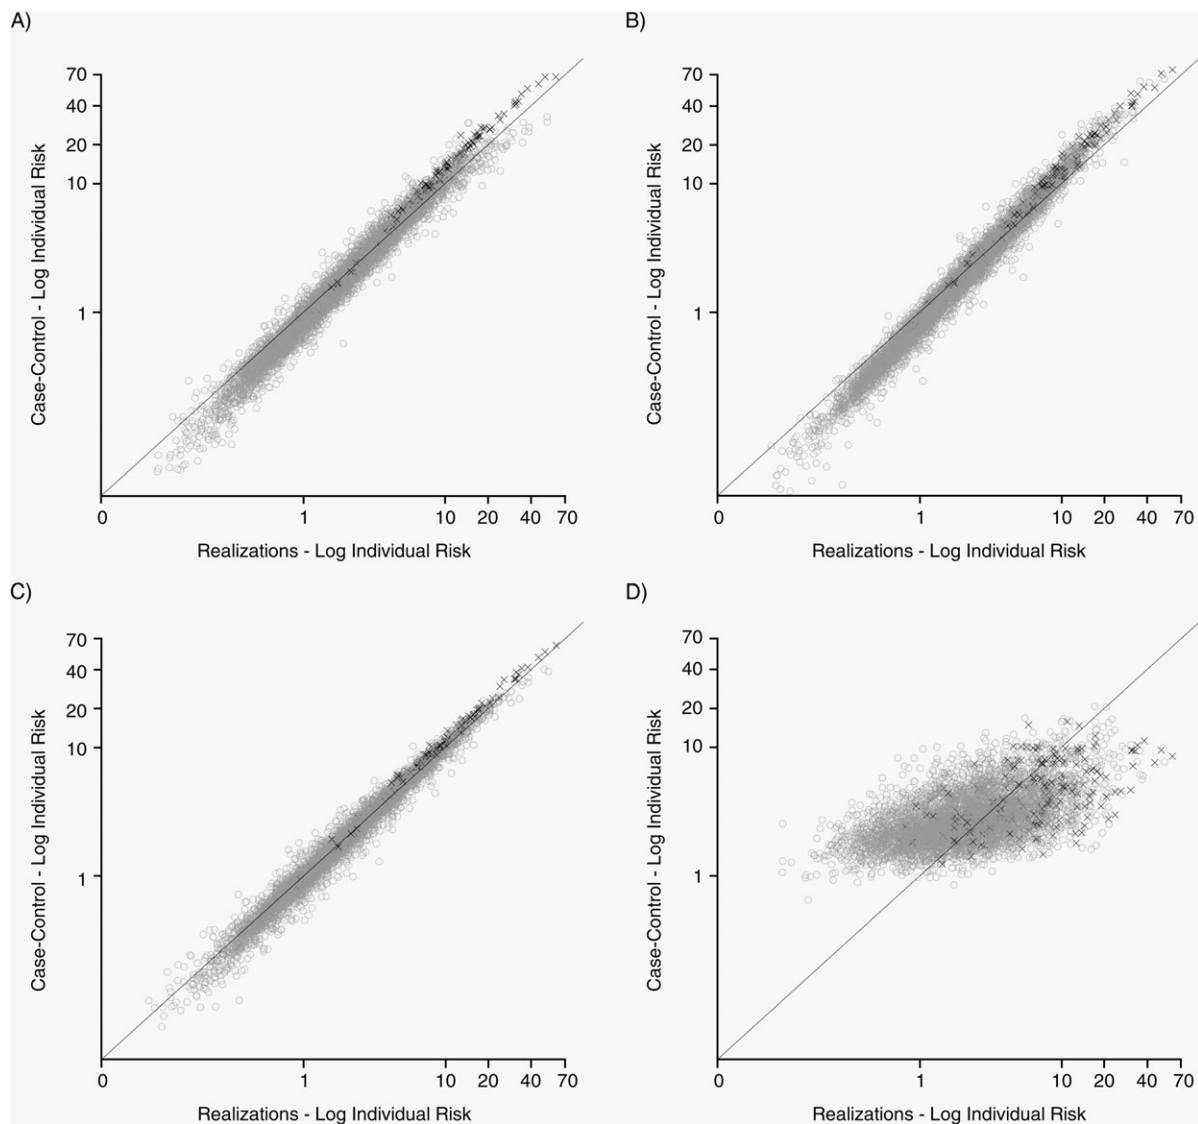 A)
70
40
20
10
1
Case-Control - Log Individual Risk
0 1 10 20 40 70
Realizations - Log Individual Risk
B)
70
40
20
10
1
Case-Control - Log Individual Risk
0 1 10 20 40 70
Realizations - Log Individual Risk
C)
70
40
20
10
1
Case-Control - Log Individual Risk
0 1 10 20 40 70
Realizations - Log Individual Risk
D)
70
40
20
10
1
Case-Control - Log Individual Risk
0 1 10 20 40 70
Realizations - Log Individual Risk